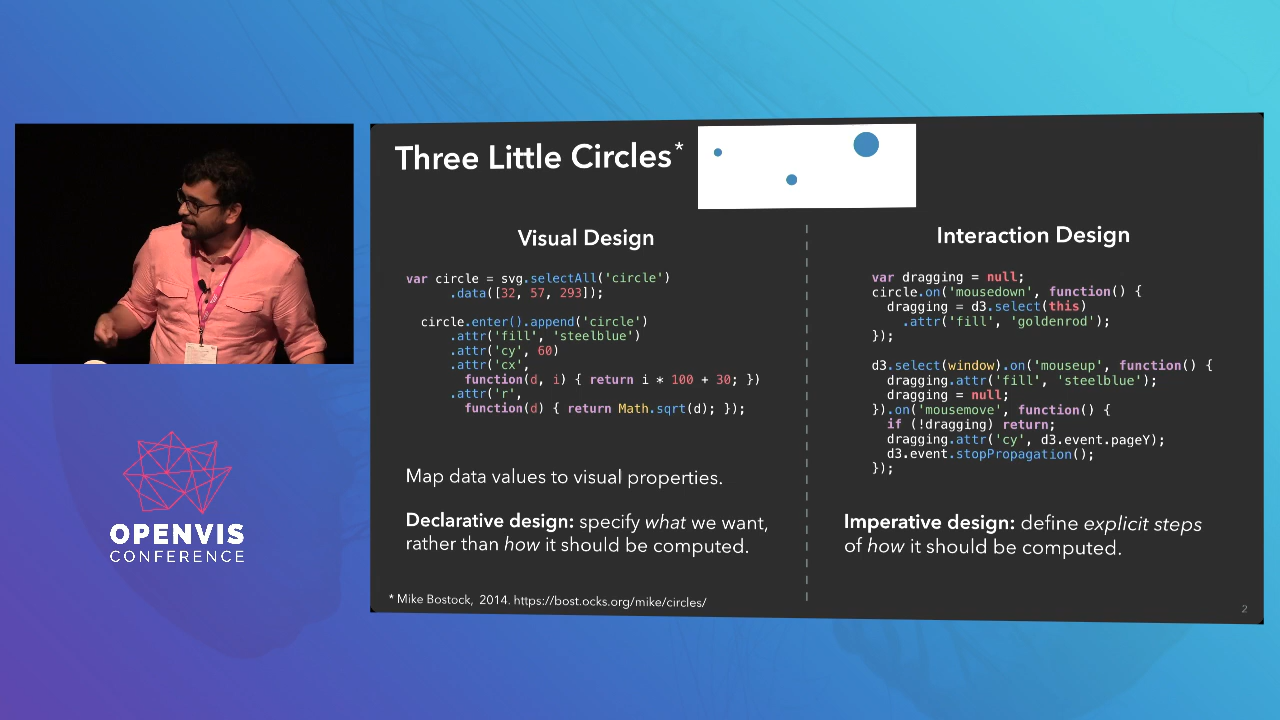 Three Little Circles*
Visual Design
var circle = svg.selectAll('circle')
.data([32, 57, 293]);
circle.enter().append('circle')
.attr('fill', 'steelblue')
.attr('cy', 60)
.attr('cx',
function(d, i) { return i * 100 + 30; })
.attr('r',
function(d) { return Math.sqrt(d); });
Map data values to visual properties.
Declarative design: specify what we want,
rather than how it should be computed.
Interaction Design
var dragging = null;
circle.on('mousedown', function() {
dragging = d3.select(this)
.attr('fill', 'goldenrod');
});
d3.select(window).on('mouseup', function() {
dragging.attr('fill', 'steelblue');
dragging = null;
}).on('mousemove', function() {
if (!dragging) return;
dragging.attr('cy', d3.event.pageY);
d3.event.stopPropagation();
});
Imperative design: define explicit steps
of how it should be computed.
* Mike Bostock, 2014. https://bost.ocks.org/mike/circles/
2
OPENVIS
CONFERENCE